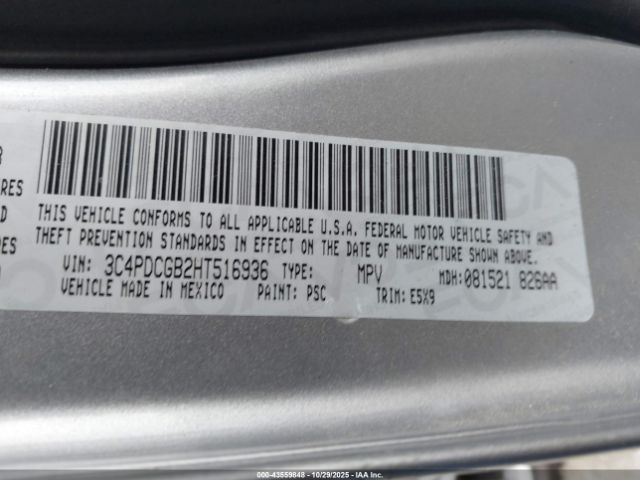 R
RES
D
RES
THIS VEHICLE CONFORMS TO ALL APPLICABLE U.S.A. FEDERAL MOTOR VEHICLE SAFETY AND
THEFT PREVENTION STANDARDS IN EFFECT ON THE DATE OF MANUFACTURE SHOWN ABOVE.
VIN: 3C4PDCGB2HT516936 TYPE: MPV MDH:081521 826AA
VEHICLE MADE IN MEXICO PAINT: PSC TRIM: E5X9
000-43559848 - 10/29/2025 - IAA Inc.